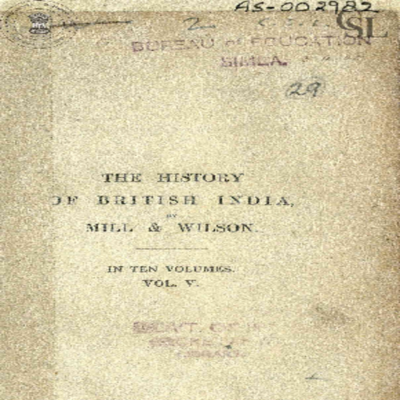 AS-002982
CSL
BUREAU OF EDUCATION
SIMLA.
29
THE HISTORY
OF BRITISH INDIA,
BY
MILL & WILSON.
IN TEN VOLUMES.
VOL. V.